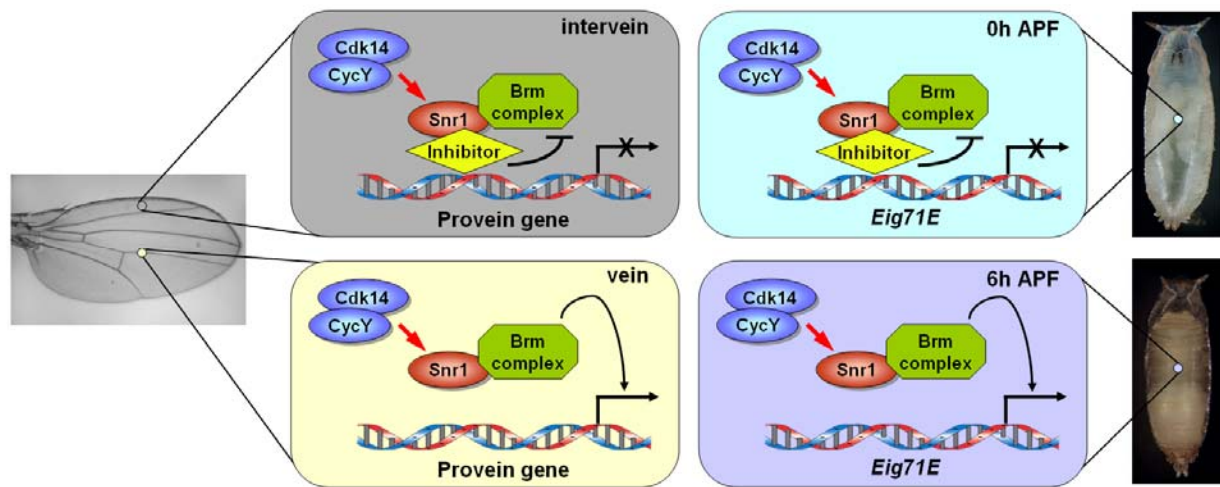 intervein
Cdk14
CycY
Snr1
Brm
complex
Inhibitor
X
Provein gene
0h APF
Cdk14
CycY
Snr1
Brm
complex
Inhibitor
X
Eig71E
vein
Cdk14
CycY
Snr1
Brm
complex
Provein gene
6h APF
Cdk14
CycY
Snr1
Brm
complex
Eig71E